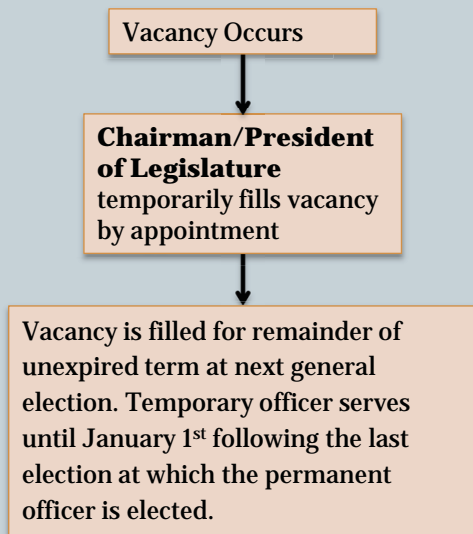 Vacancy Occurs
Chairman/President
of Legislature
temporarily fills vacancy
by appointment
Vacancy is filled for remainder of
unexpired term at next general
election. Temporary officer serves
until January 1st following the last
election at which the permanent
officer is elected.